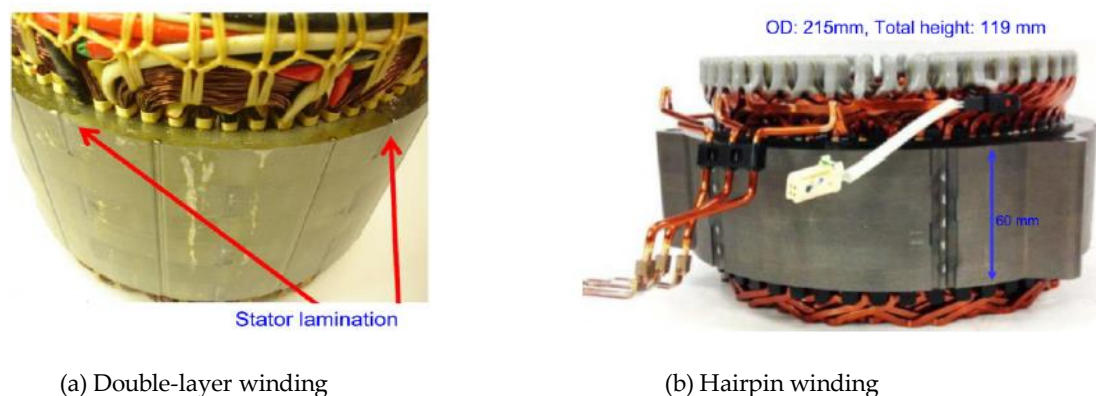 OD: 215mm, Total height: 119 mm
60 mm
Stator lamination
(a) Double-layer winding
(b) Hairpin winding